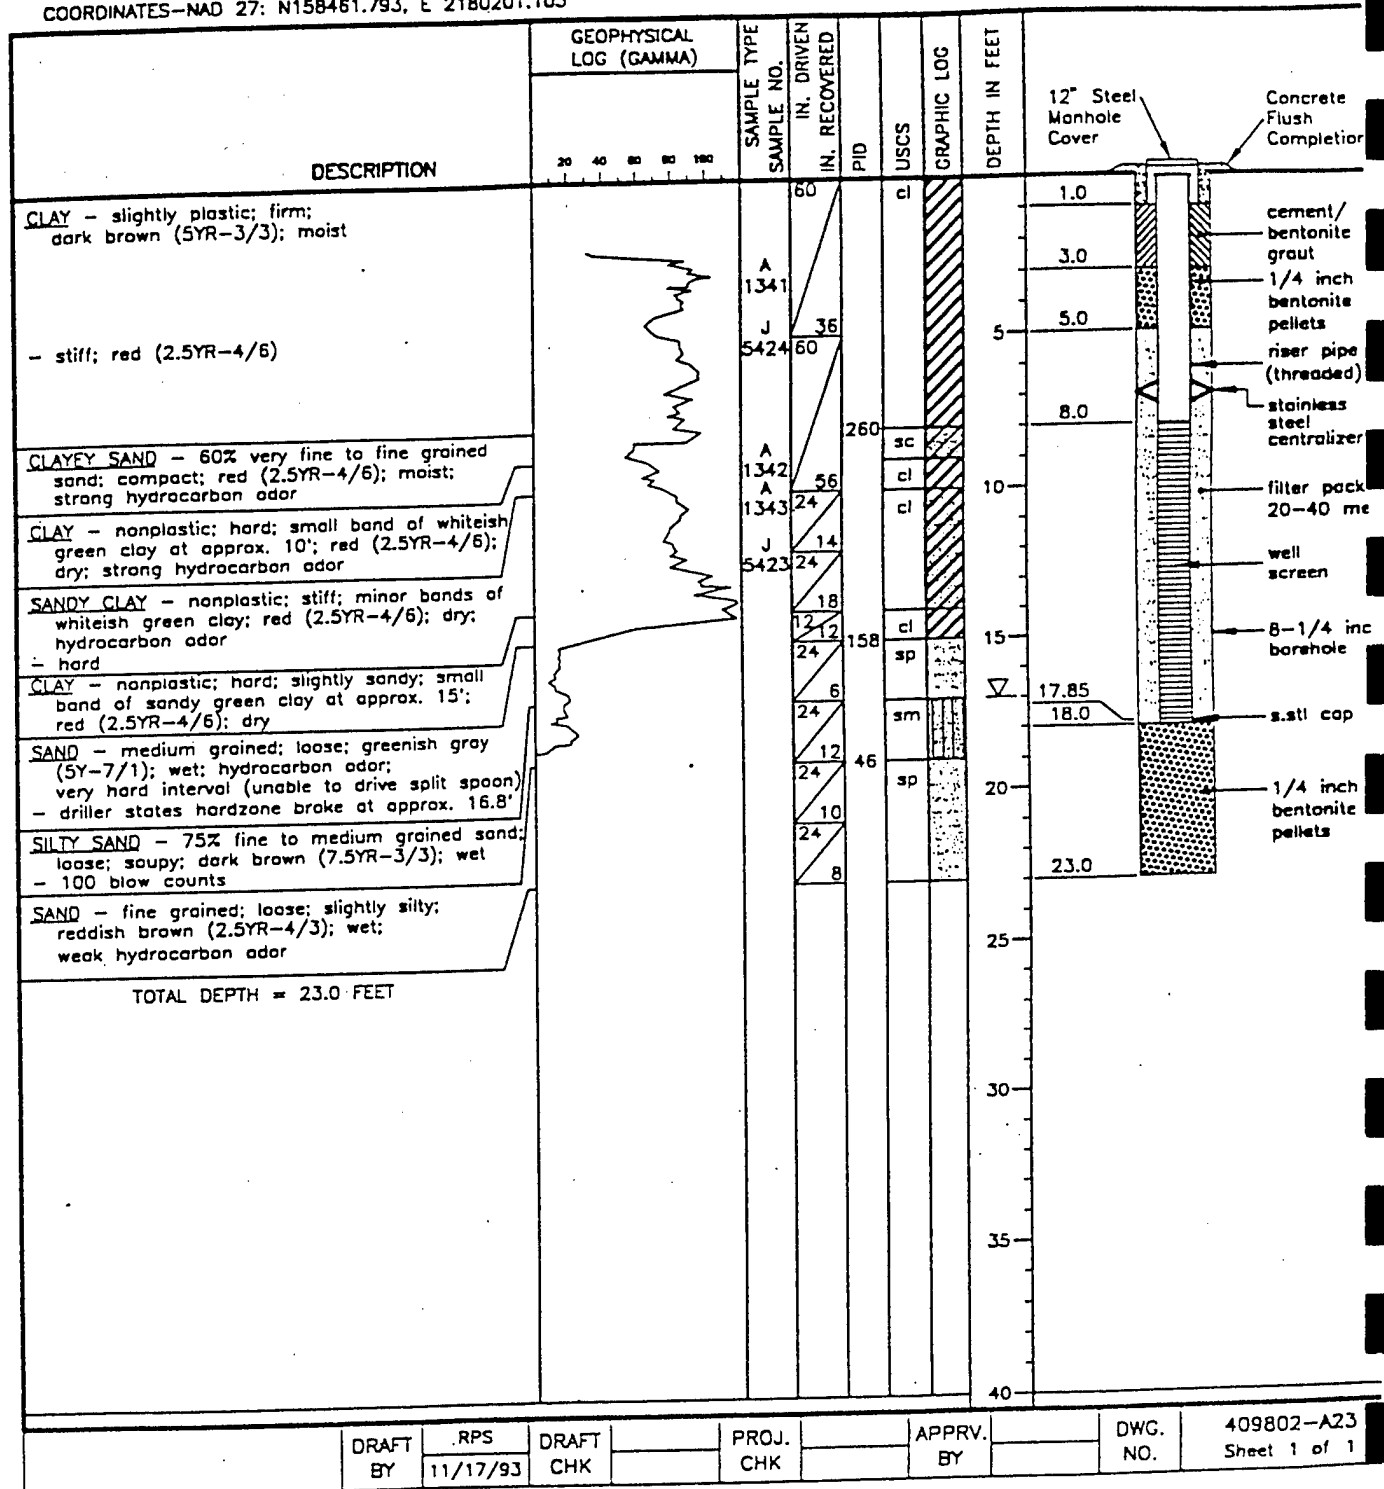 COORDINATES-NAD 27: N158461.793, E 2180201.163
GEOPHYSICAL
LOG (GAMMA)
SAMPLE TYPE
SAMPLE NO.
IN. DRIVEN
IN. RECOVERED
PID
USCS
GRAPHIC LOG
DEPTH IN FEET
12" Steel
Manhole
Cover
Concrete
Flush
Completion
DESCRIPTION
20 40 60 80 100
CLAY - slightly plastic; firm;
dark brown (5YR-3/3); moist
- stiff; red (2.5YR-4/6)
CLAYEY SAND - 60% very fine to fine grained
sand; compact; red (2.5YR-4/6); moist;
strong hydrocarbon odor
CLAY - nonplastic; hard; small band of whiteish
green clay at approx. 10'; red (2.5YR-4/6);
dry; strong hydrocarbon odor
SANDY CLAY - nonplastic; stiff; minor bands of
whiteish green clay; red (2.5YR-4/6); dry;
hydrocarbon odor
- hard
CLAY - nonplastic; hard; slightly sandy; small
band of sandy green clay at approx. 15';
red (2.5YR-4/6); dry
SAND - medium grained; loose; greenish gray
(5Y-7/1); wet; hydrocarbon odor;
very hard interval (unable to drive split spoon)
- driller states hardzone broke at approx. 16.8'
SILTY SAND - 75% fine to medium grained sand;
loose; soupy; dark brown (7.5YR-3/3); wet
- 100 blow counts
SAND - fine grained; loose; slightly silty;
reddish brown (2.5YR-4/3); wet;
weak hydrocarbon odor
TOTAL DEPTH = 23.0 FEET
A
1341
J
5424
A
1342
A
1343
J
5423
60
36
60
56
24
14
24
18
12
12
24
6
24
12
24
10
24
8
260
158
46
cl
sc
cl
cl
cl
sp
sm
sp
5
10
15
20
25
30
35
40
1.0
3.0
5.0
8.0
17.85
18.0
23.0
cement/
bentonite
grout
1/4 inch
bentonite
pellets
riser pipe
(threaded)
stainless
steel
centralizer
filter pack
20-40 me
well
screen
8-1/4 inc
borehole
s.stl cap
1/4 inch
bentonite
pellets
DRAFT
BY
.RPS
11/17/93
DRAFT
CHK
PROJ.
CHK
APPRV.
BY
DWG.
NO.
409802-A23
Sheet 1 of 1